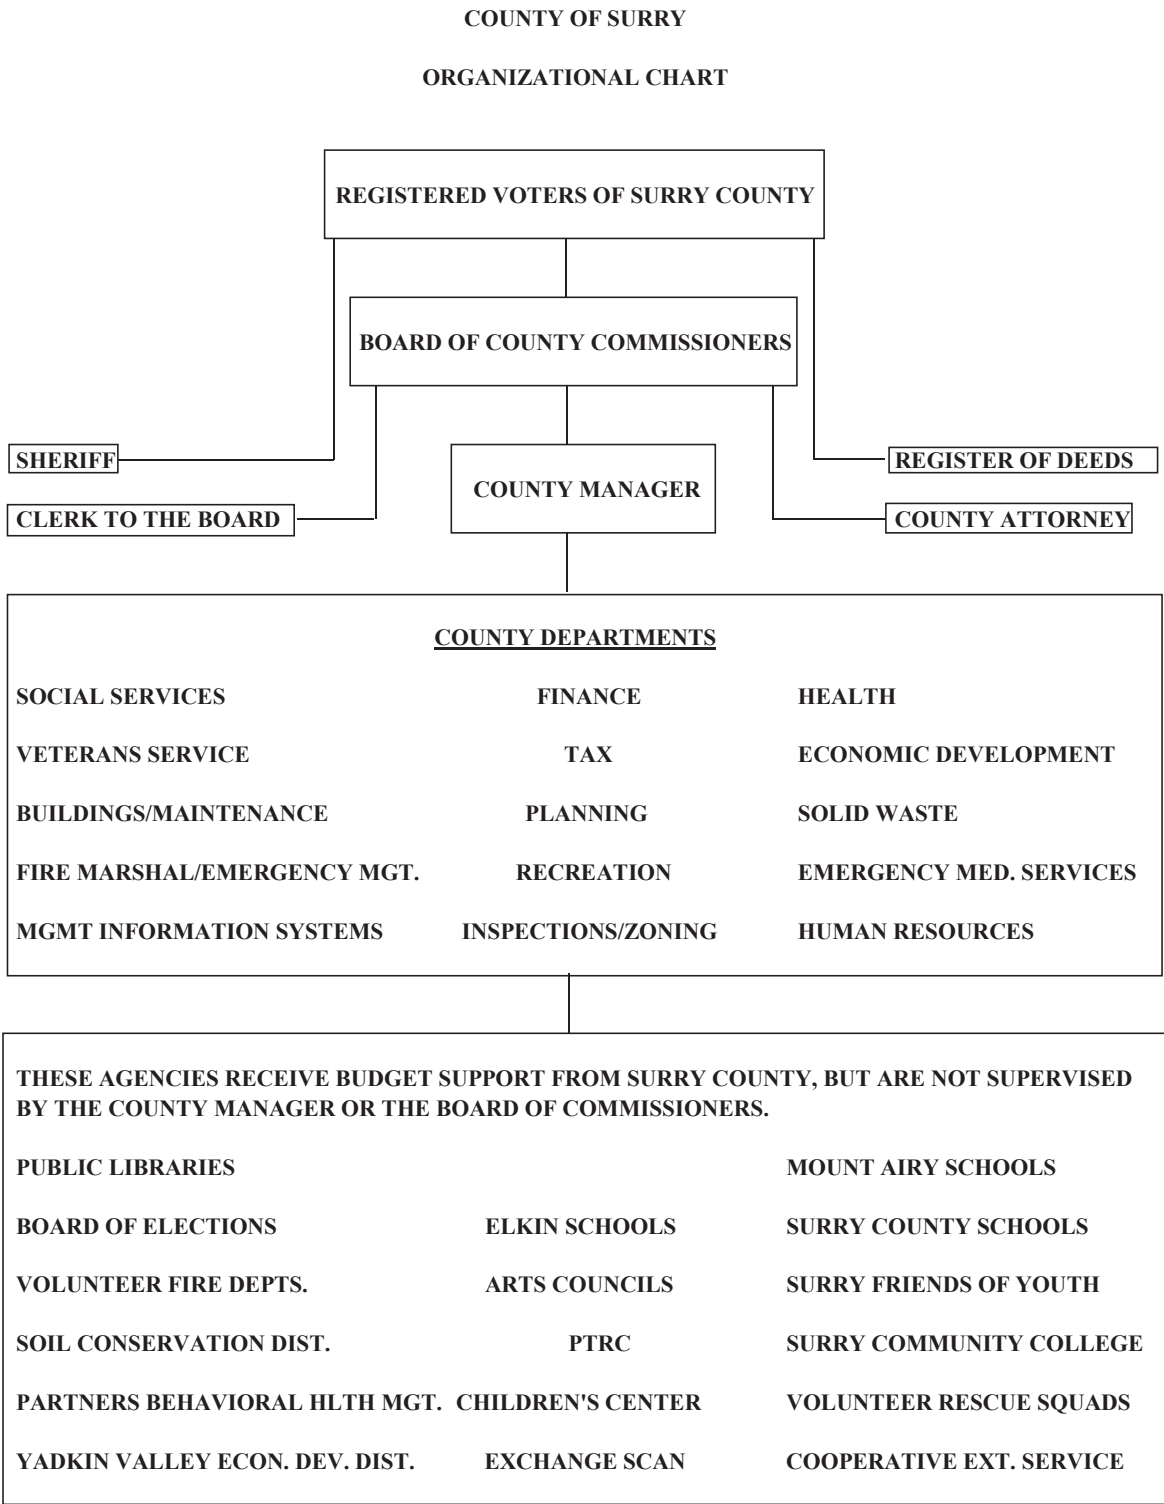 COUNTY OF SURRY
ORGANIZATIONAL CHART
REGISTERED VOTERS OF SURRY COUNTY
BOARD OF COUNTY COMMISSIONERS
SHERIFF
REGISTER OF DEEDS
COUNTY MANAGER
CLERK TO THE BOARD
COUNTY ATTORNEY
COUNTY DEPARTMENTS
SOCIAL SERVICES FINANCE HEALTH
VETERANS SERVICE TAX ECONOMIC DEVELOPMENT
BUILDINGS/MAINTENANCE PLANNING SOLID WASTE
FIRE MARSHAL/EMERGENCY MGT. RECREATION EMERGENCY MED. SERVICES
MGMT INFORMATION SYSTEMS INSPECTIONS/ZONING HUMAN RESOURCES
THESE AGENCIES RECEIVE BUDGET SUPPORT FROM SURRY COUNTY, BUT ARE NOT SUPERVISED
BY THE COUNTY MANAGER OR THE BOARD OF COMMISSIONERS.
PUBLIC LIBRARIES MOUNT AIRY SCHOOLS
BOARD OF ELECTIONS ELKIN SCHOOLS SURRY COUNTY SCHOOLS
VOLUNTEER FIRE DEPTS. ARTS COUNCILS SURRY FRIENDS OF YOUTH
SOIL CONSERVATION DIST. PTRC SURRY COMMUNITY COLLEGE
PARTNERS BEHAVIORAL HLTH MGT. CHILDREN'S CENTER VOLUNTEER RESCUE SQUADS
YADKIN VALLEY ECON. DEV. DIST. EXCHANGE SCAN COOPERATIVE EXT. SERVICE